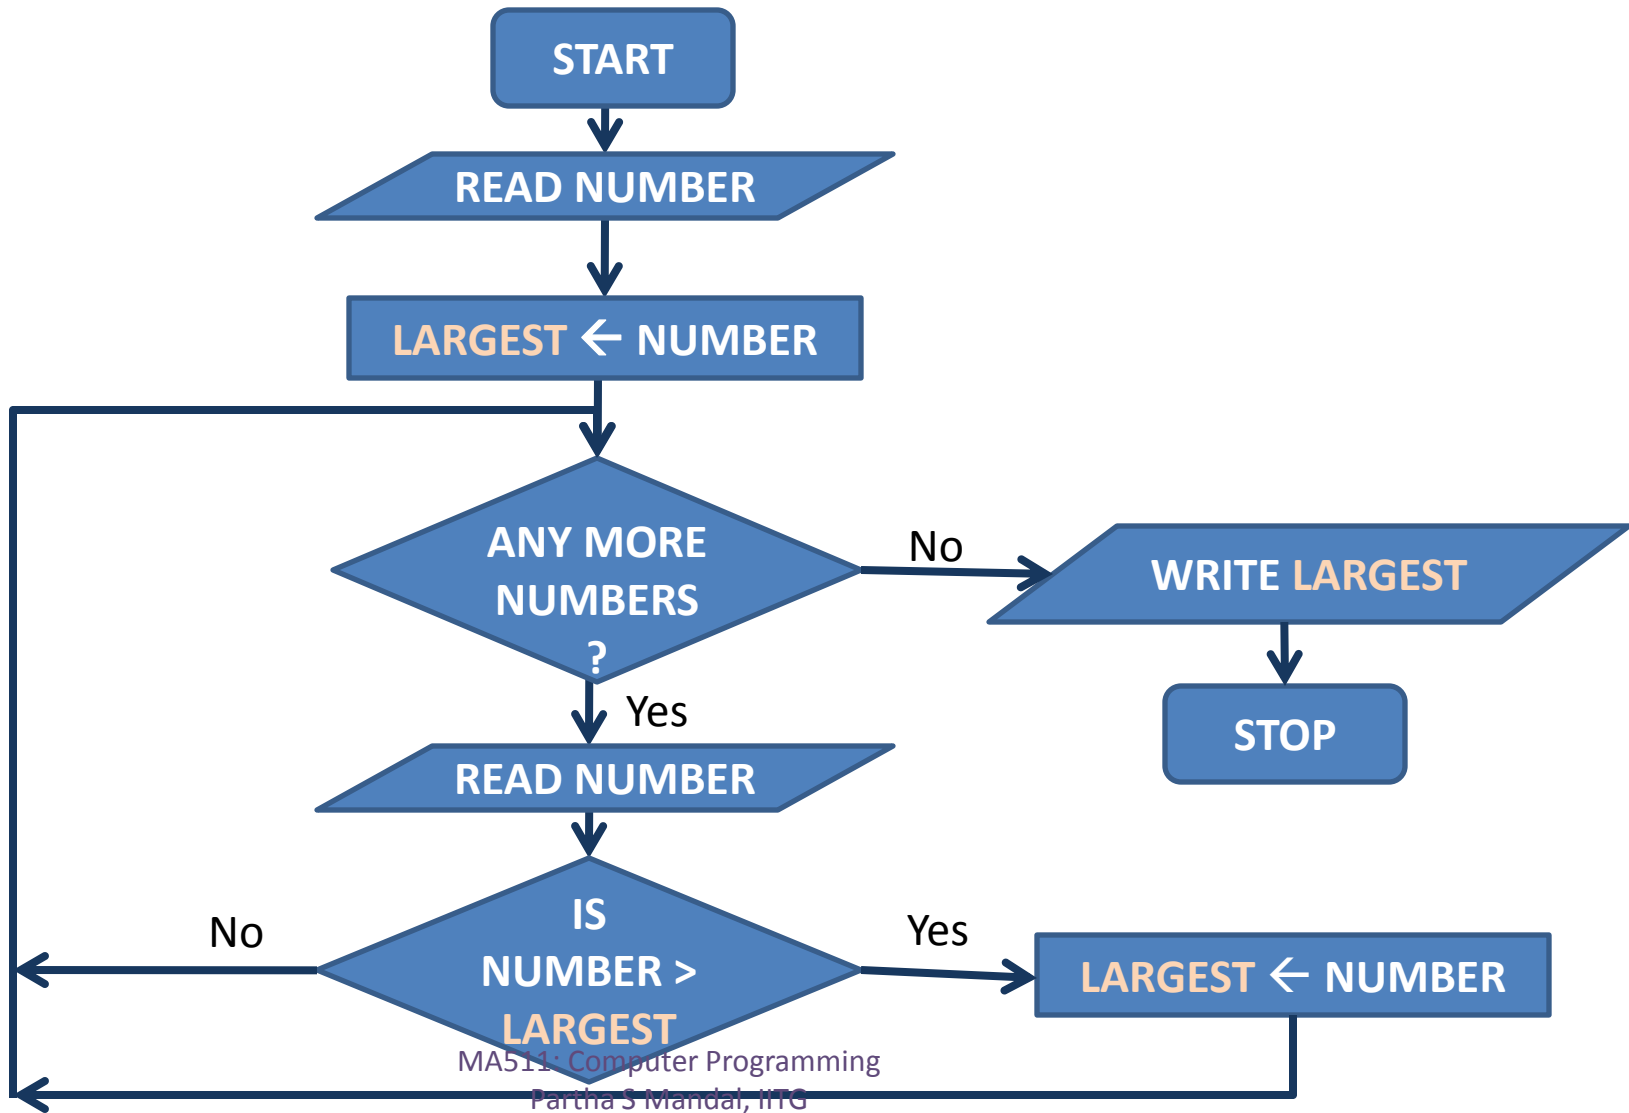 START
READ NUMBER
LARGEST ← NUMBER
ANY MORE
NUMBERS
?
No
WRITE LARGEST
Yes
STOP
READ NUMBER
IS
NUMBER >
LARGEST
No
Yes
LARGEST ← NUMBER
MA511: Computer Programming
Partha S Mandal, IITG